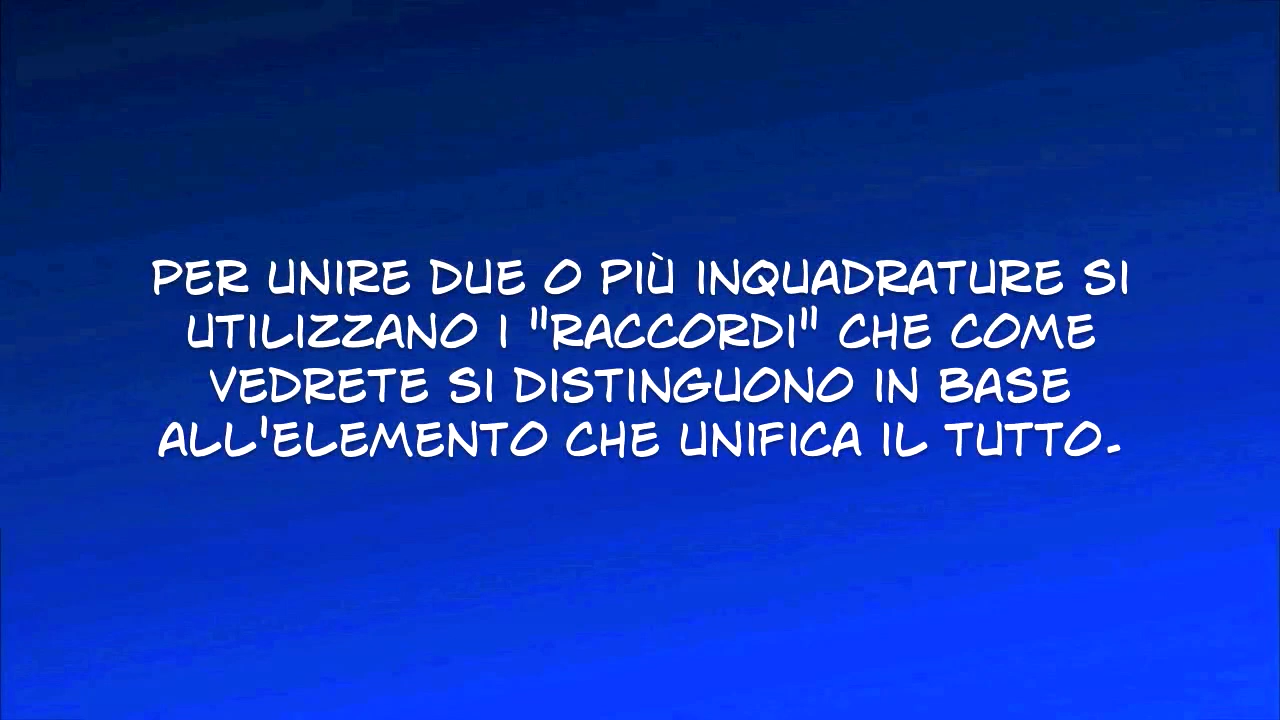 PER UNIRE DUE O PIÙ INQUADRATURE SI
UTILIZZANO I "RACCORDI" CHE COME
VEDRETE SI DISTINGUONO IN BASE
ALL'ELEMENTO CHE UNIFICA IL TUTTO.